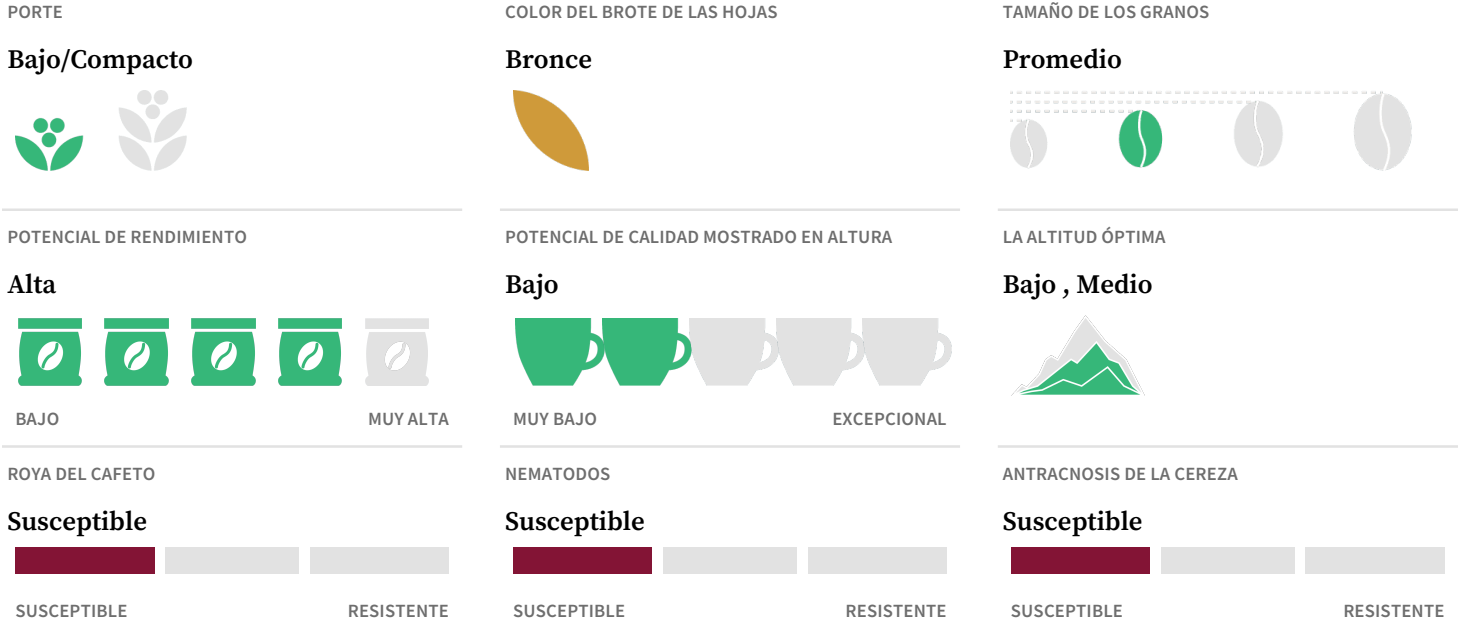 PORTE
Bajo/Compacto
COLOR DEL BROTE DE LAS HOJAS
Bronce
TAMAÑO DE LOS GRANOS
Promedio
POTENCIAL DE RENDIMIENTO
Alta
BAJO
MUY ALTA
POTENCIAL DE CALIDAD MOSTRADO EN ALTURA
Bajo
MUY BAJO
EXCEPCIONAL
LA ALTITUD ÓPTIMA
Bajo , Medio
ROYA DEL CAFETO
Susceptible
SUSCEPTIBLE
RESISTENTE
NEMATODOS
Susceptible
SUSCEPTIBLE
RESISTENTE
ANTRACNOSIS DE LA CEREZA
Susceptible
SUSCEPTIBLE
RESISTENTE